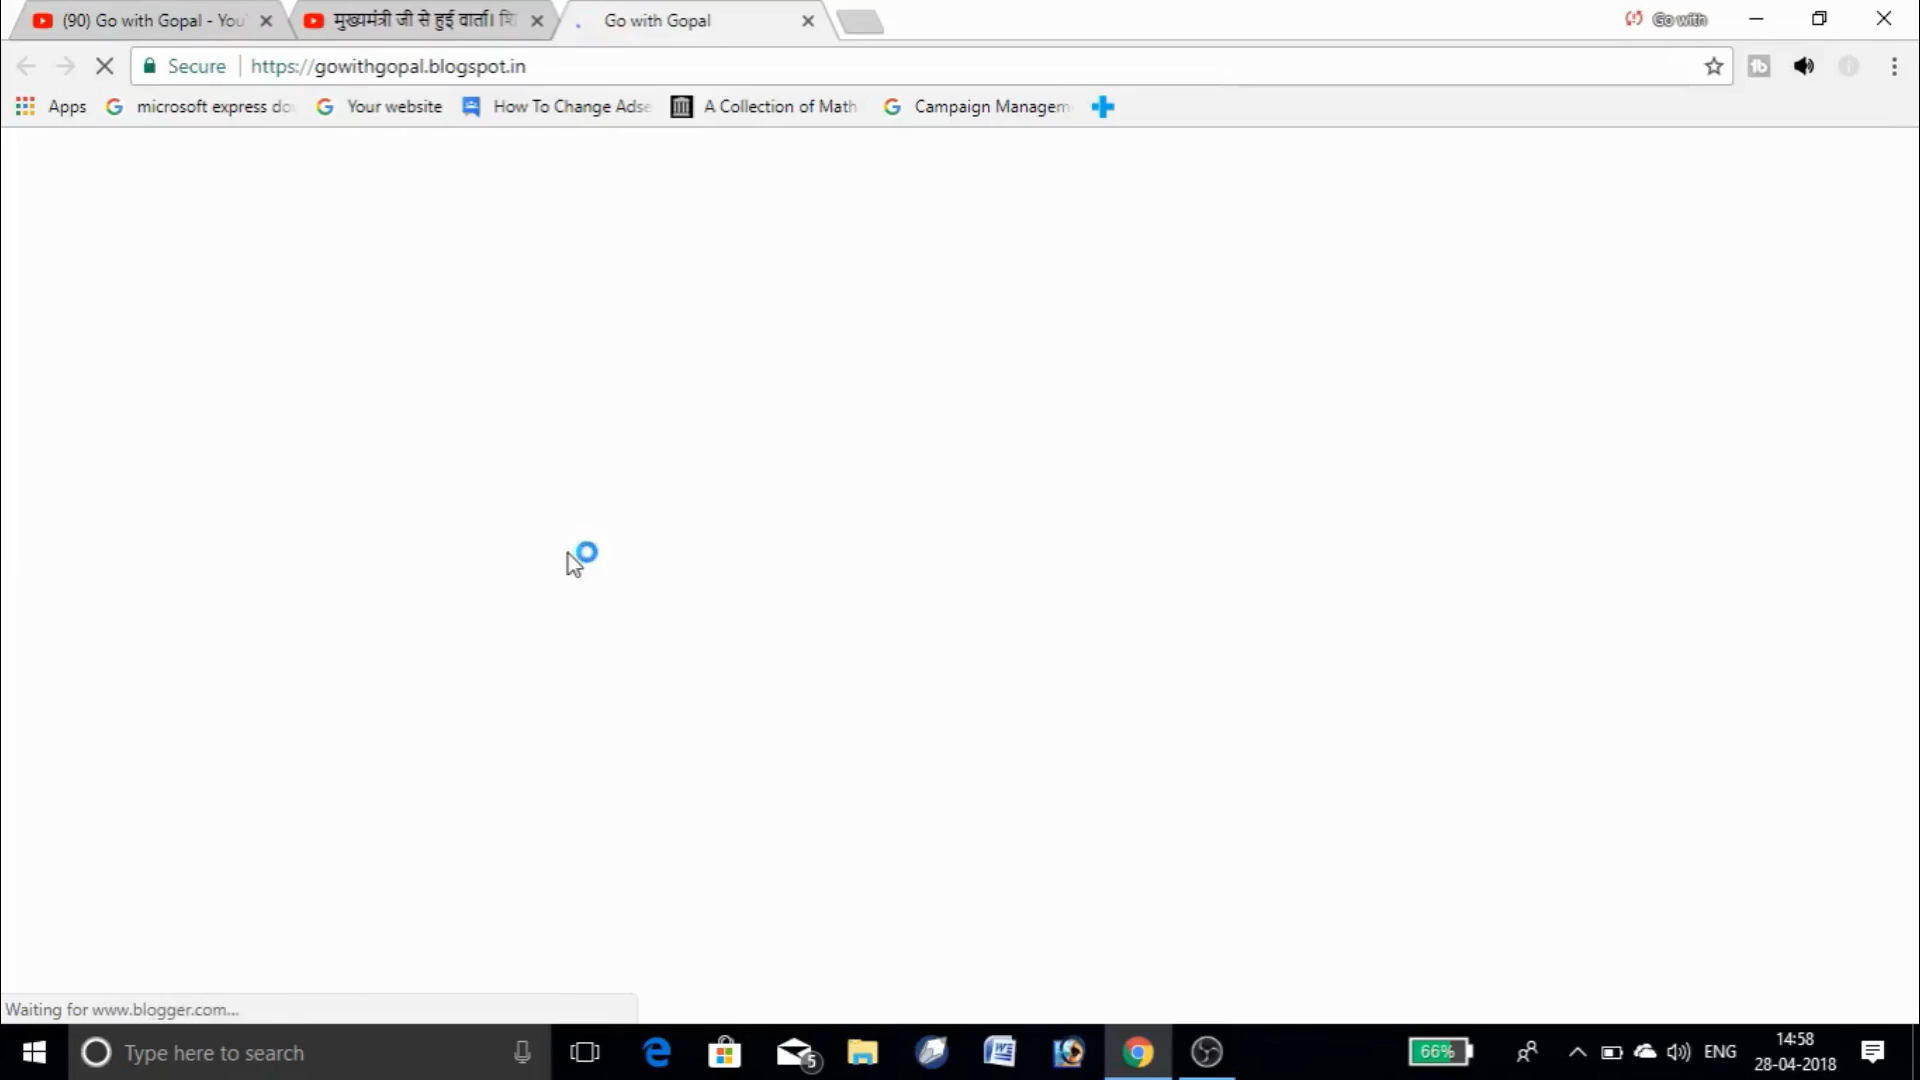 (90) Go with Gopal - You
मुख्यमंत्री जी से हुई वार्ता। शि
Go with Gopal
Go with
Secure
https://gowithgopal.blogspot.in
Apps
microsoft express do
Your website
How To Change Adse
A Collection of Math
Campaign Managem
Waiting for www.blogger.com...
Type here to search
5
66%
ENG
14:58
28-04-2018